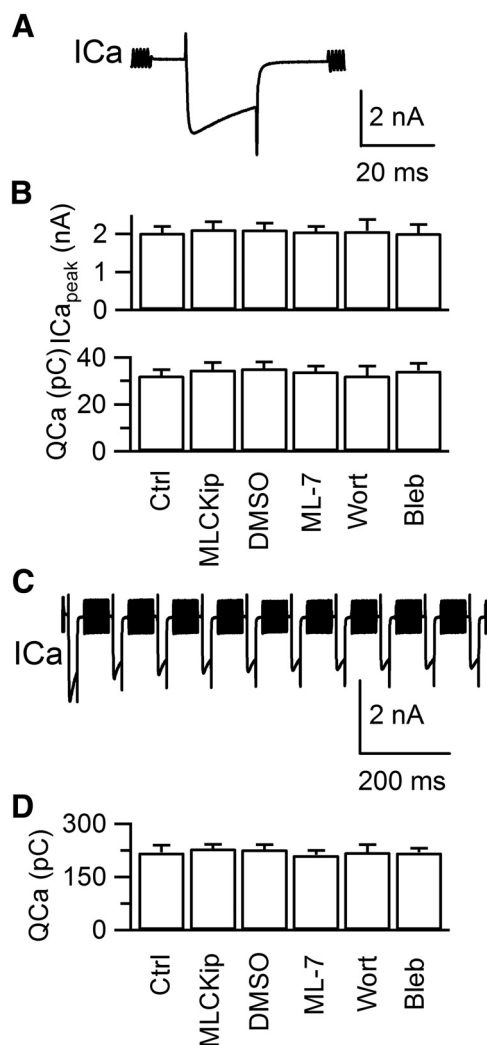 A
ICa
2 nA
20 ms
B
ICapeak (nA)
2
1
0
QCa (pC)
40
20
0
Ctrl
MLCKip
DMSO
ML-7
Wort
Bleb
C
ICa
2 nA
200 ms
D
QCa (pC)
300
150
0
Ctrl
MLCKip
DMSO
ML-7
Wort
Bleb